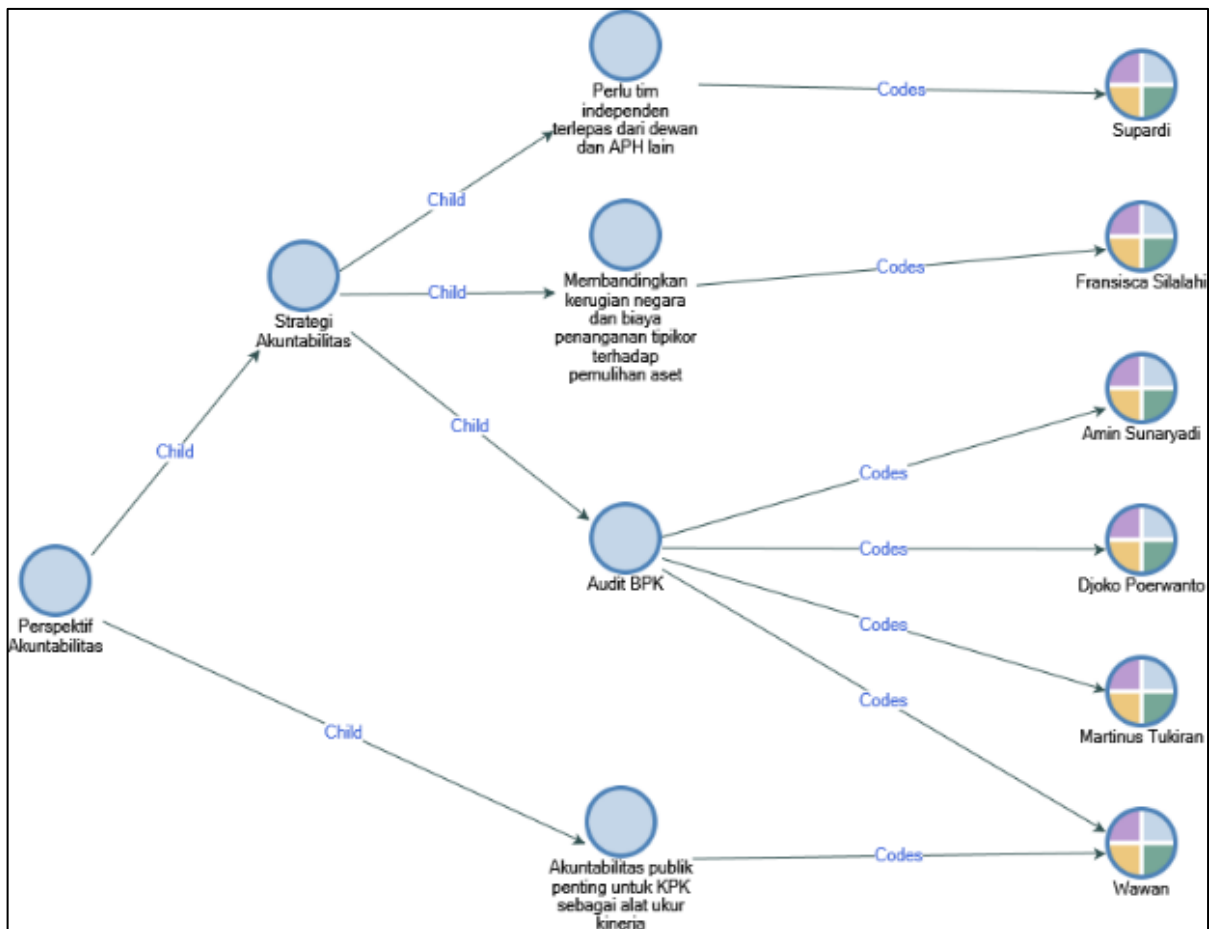 Perlu tim
independen
terlepas dari dewan
dan APH lain
Codes
Supardi
Child
Membandingkan
kerugian negara
dan biaya
penanganan tipikor
terhadap
pemulihan aset
Child
Codes
Fransisca Silalahi
Strategi
Akuntabilitas
Child
Codes
Amin Sunaryadi
Child
Audit BPK
Codes
Djoko Poerwanto
Codes
Martinus Tukiran
Codes
Perspektif
Akuntabilitas
Child
Akuntabilitas publik
penting untuk KPK
sebagai alat ukur
kinerja
Codes
Wawan